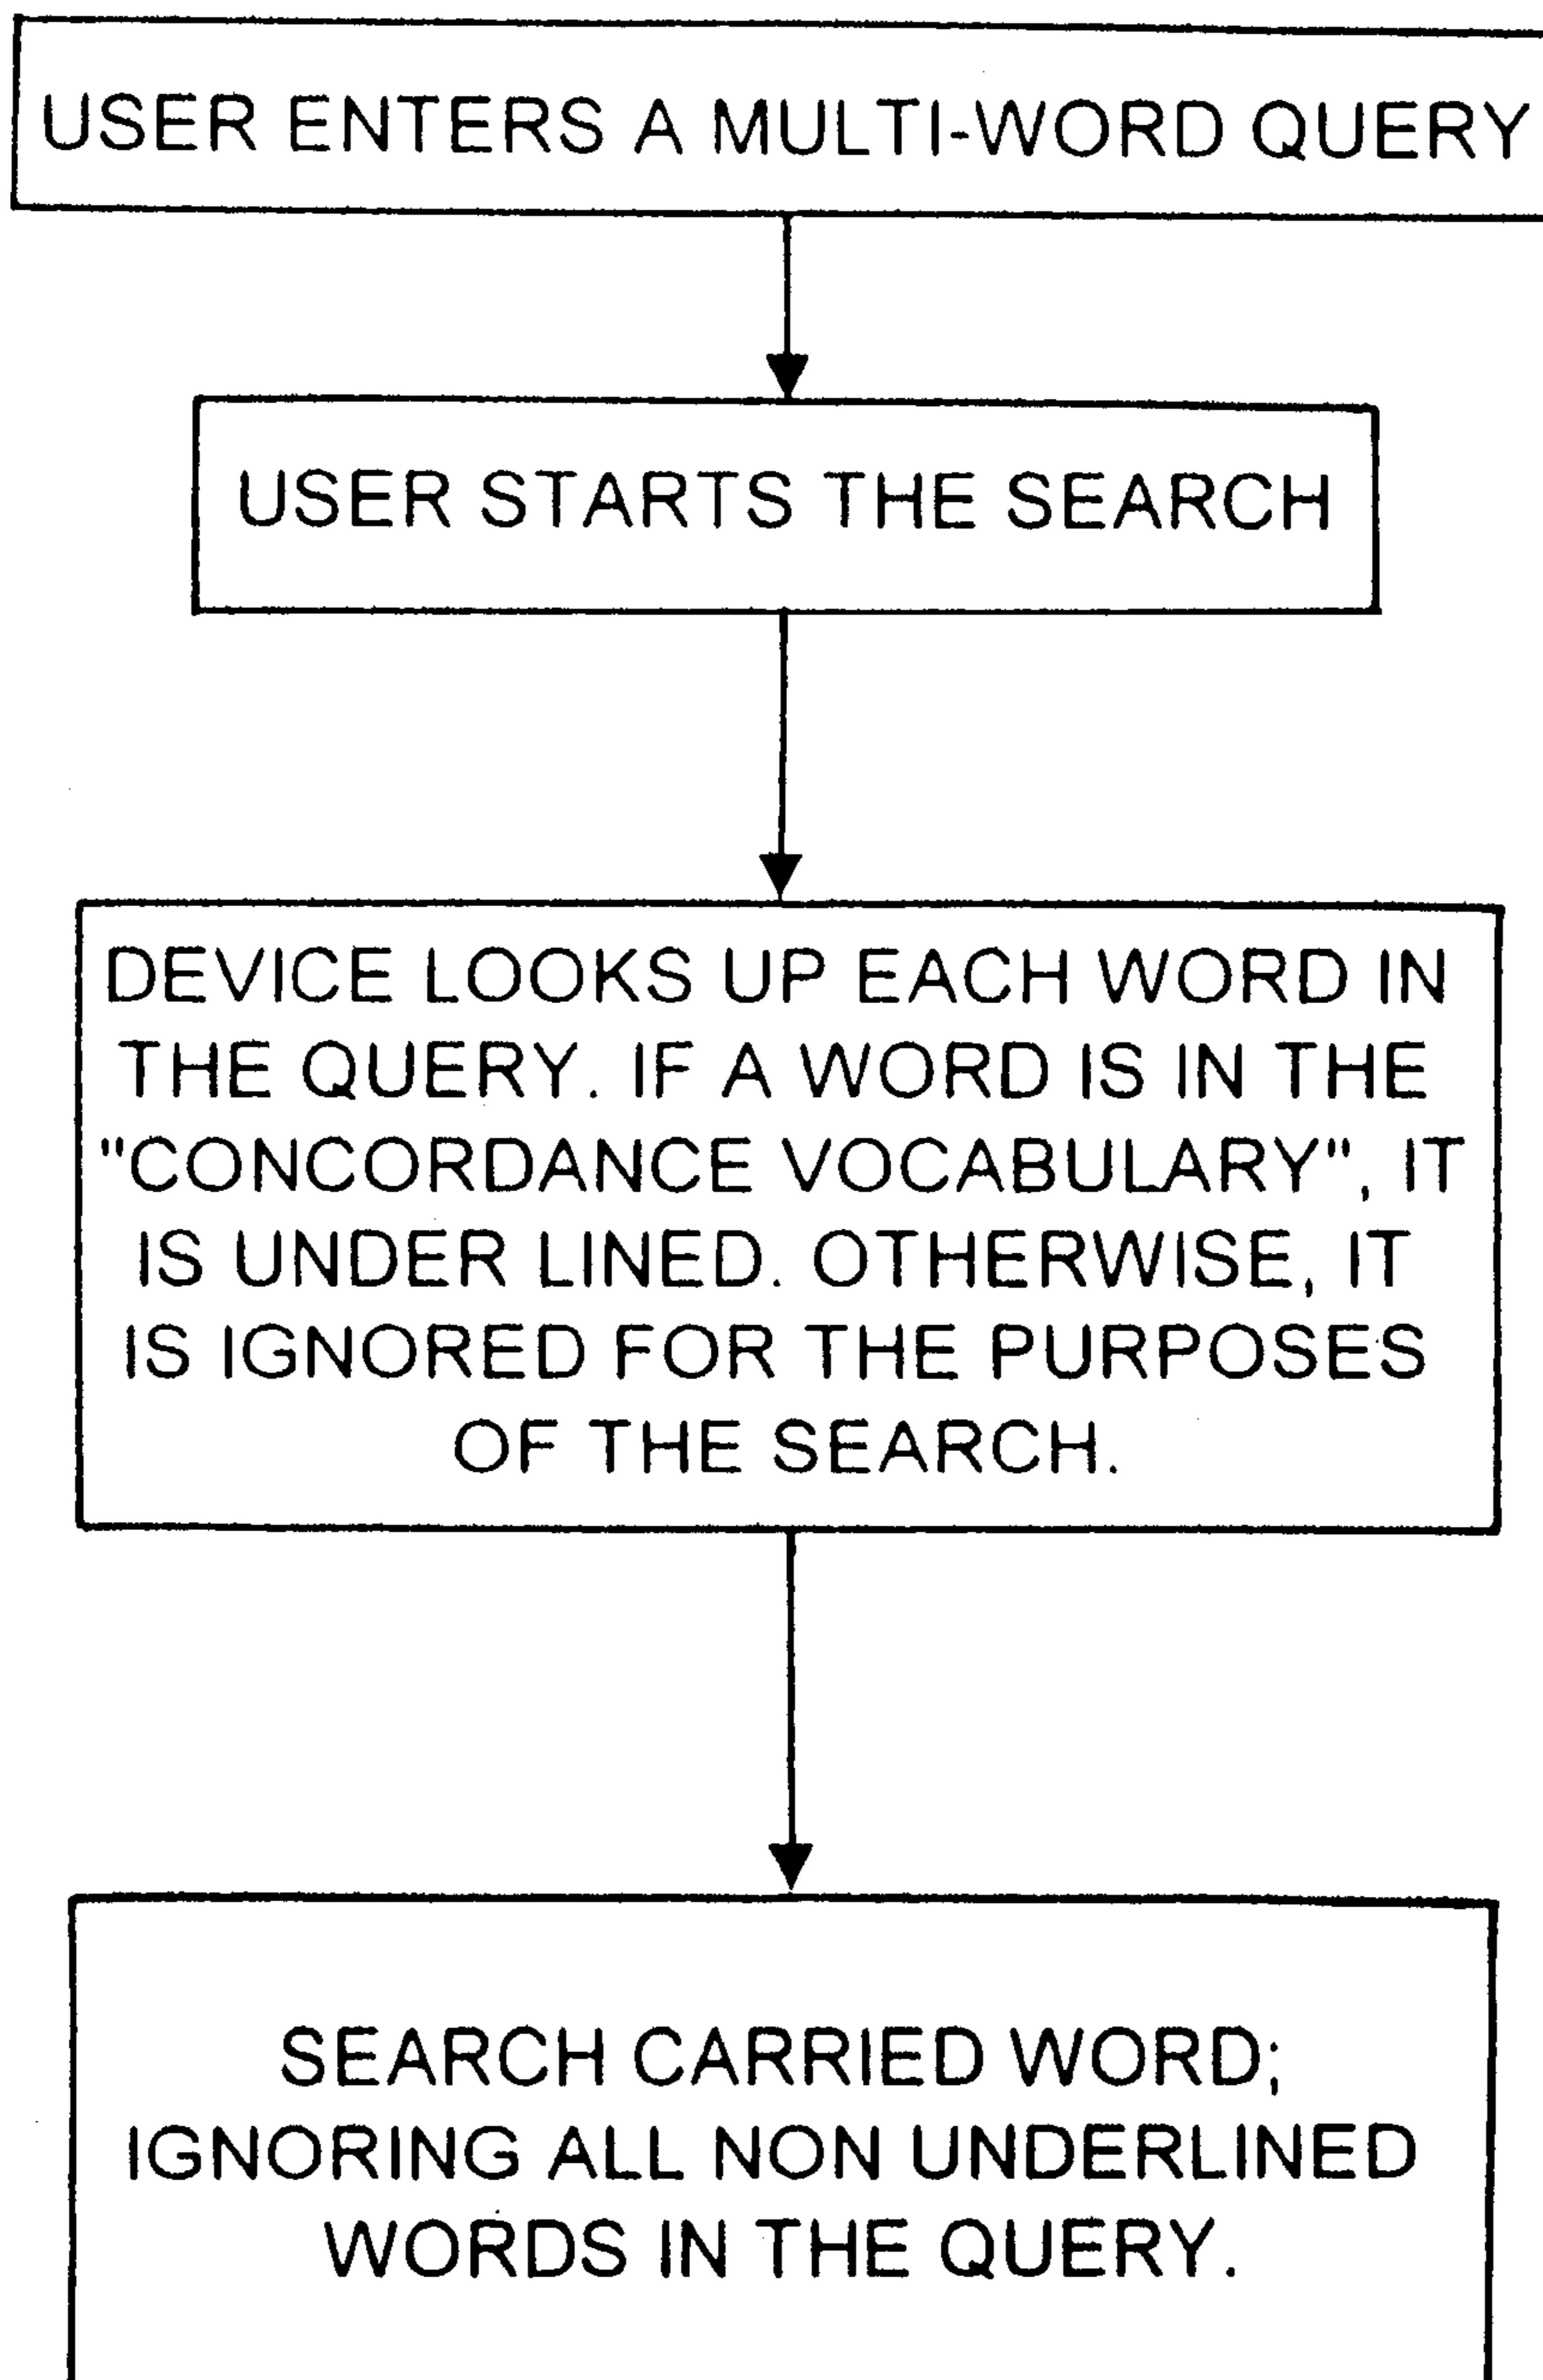 USER ENTERS A MULTI-WORD QUERY
USER STARTS THE SEARCH
DEVICE LOOKS UP EACH WORD IN
THE QUERY. IF A WORD IS IN THE
"CONCORDANCE VOCABULARY", IT
IS UNDER LINED. OTHERWISE, IT
IS IGNORED FOR THE PURPOSES
OF THE SEARCH.
SEARCH CARRIED WORD;
IGNORING ALL NON UNDERLINED
WORDS IN THE QUERY.